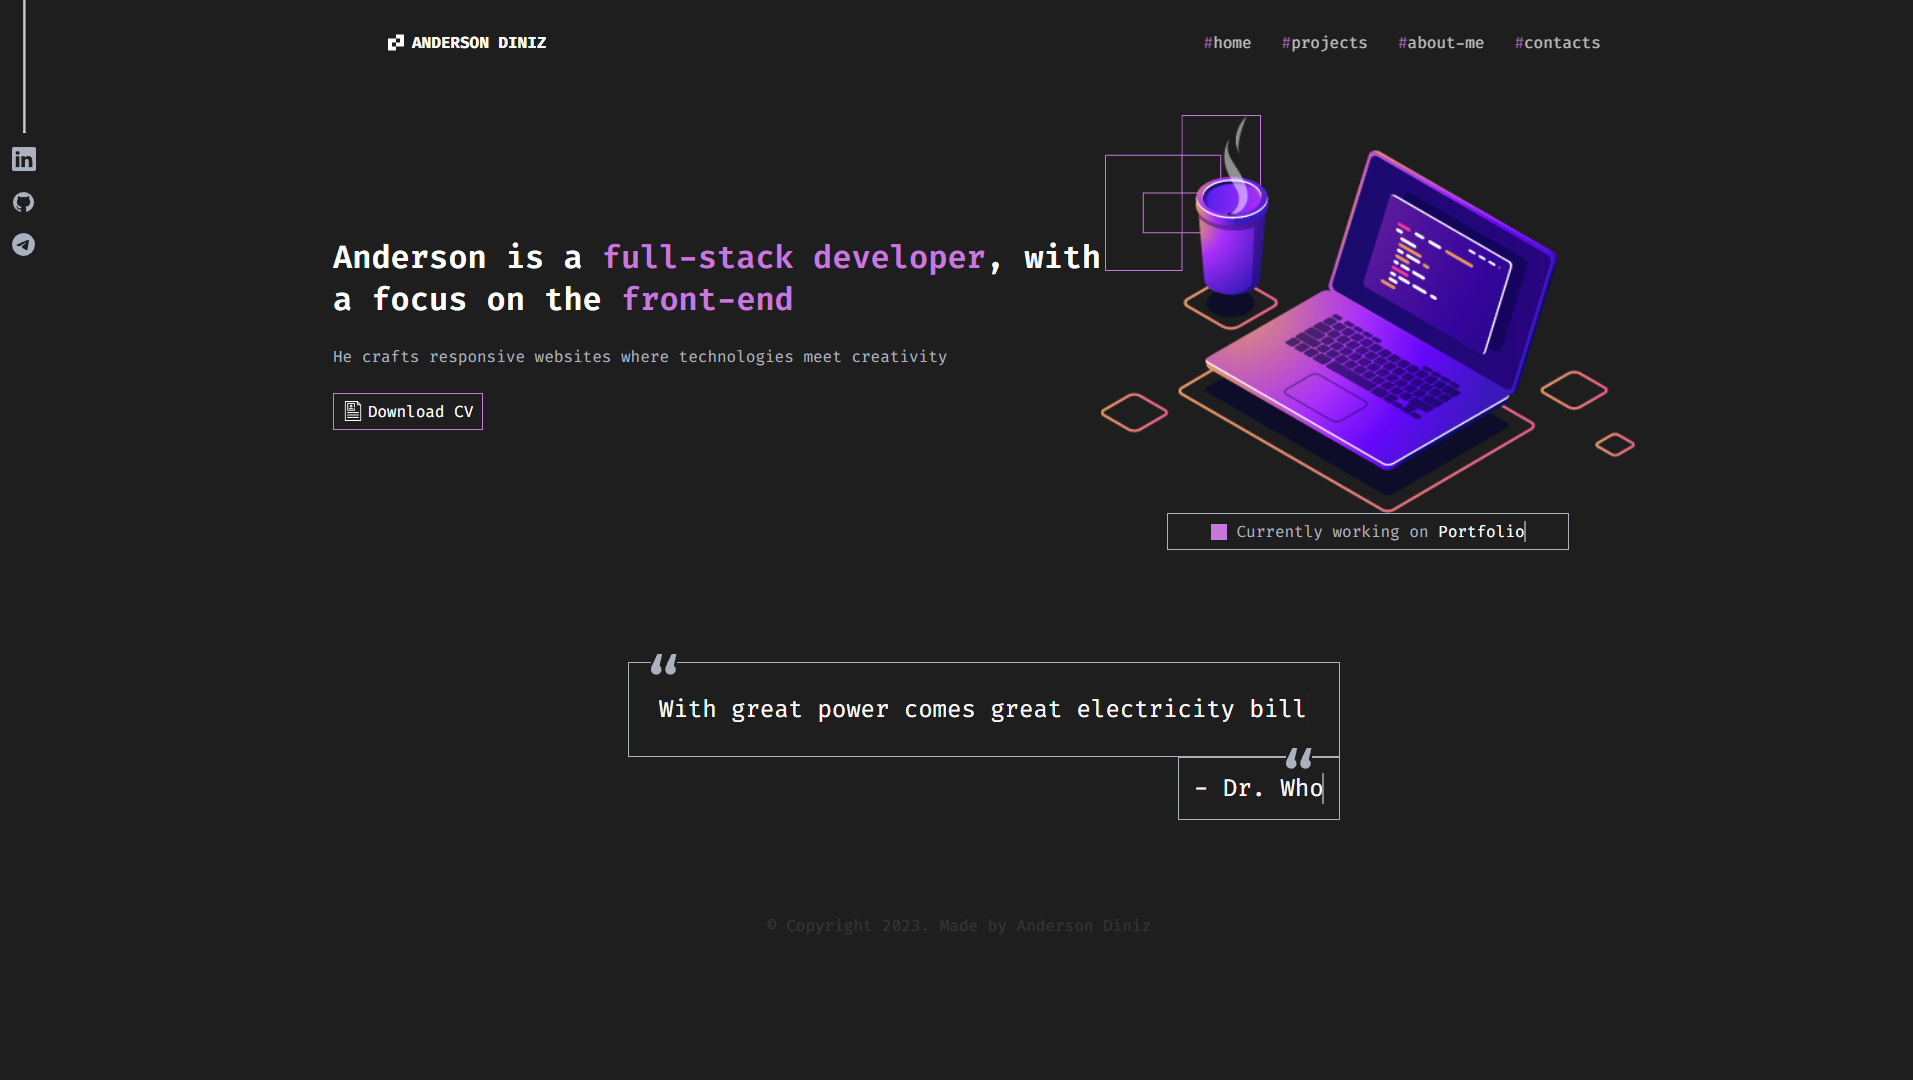 ANDERSON DINIZ
#home #projects #about-me #contacts
in
Anderson is a full-stack developer, with
a focus on the front-end
He crafts responsive websites where technologies meet creativity
Download CV
Currently working on Portfolio
“
With great power comes great electricity bill
“
- Dr. Who
© Copyright 2023. Made by Anderson Diniz